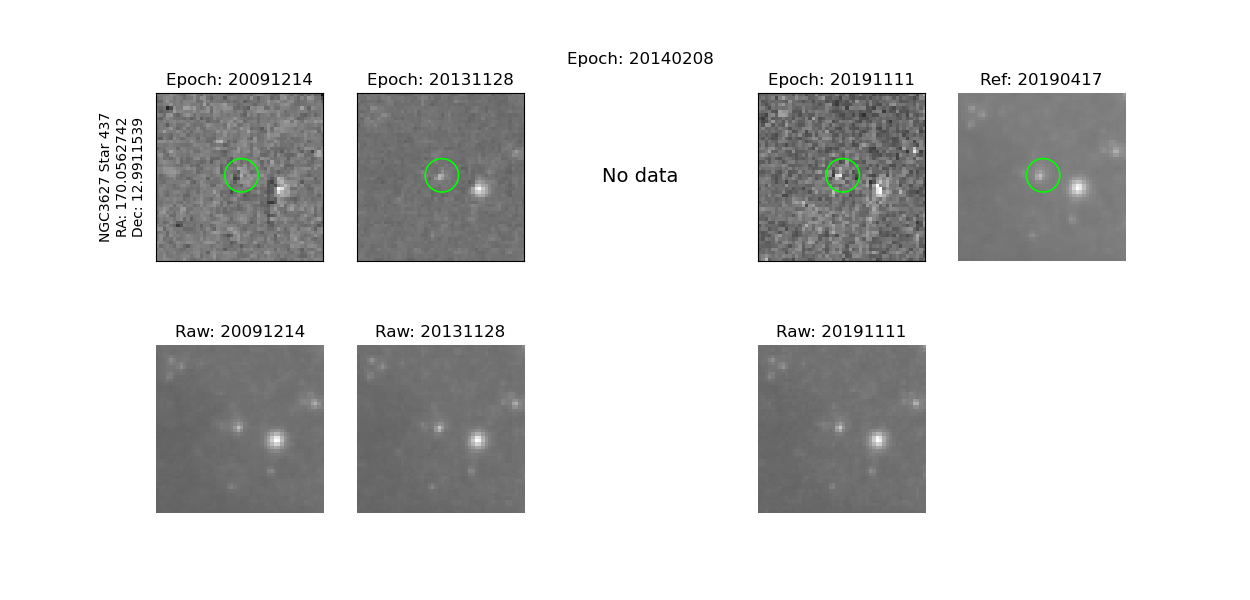 Epoch: 20140208
Epoch: 20091214
Epoch: 20131128
Epoch: 20191111
Ref: 20190417
NGC3627 Star 437
RA: 170.0562742
Dec: 12.9911539
No data
Raw: 20091214
Raw: 20131128
Raw: 20191111